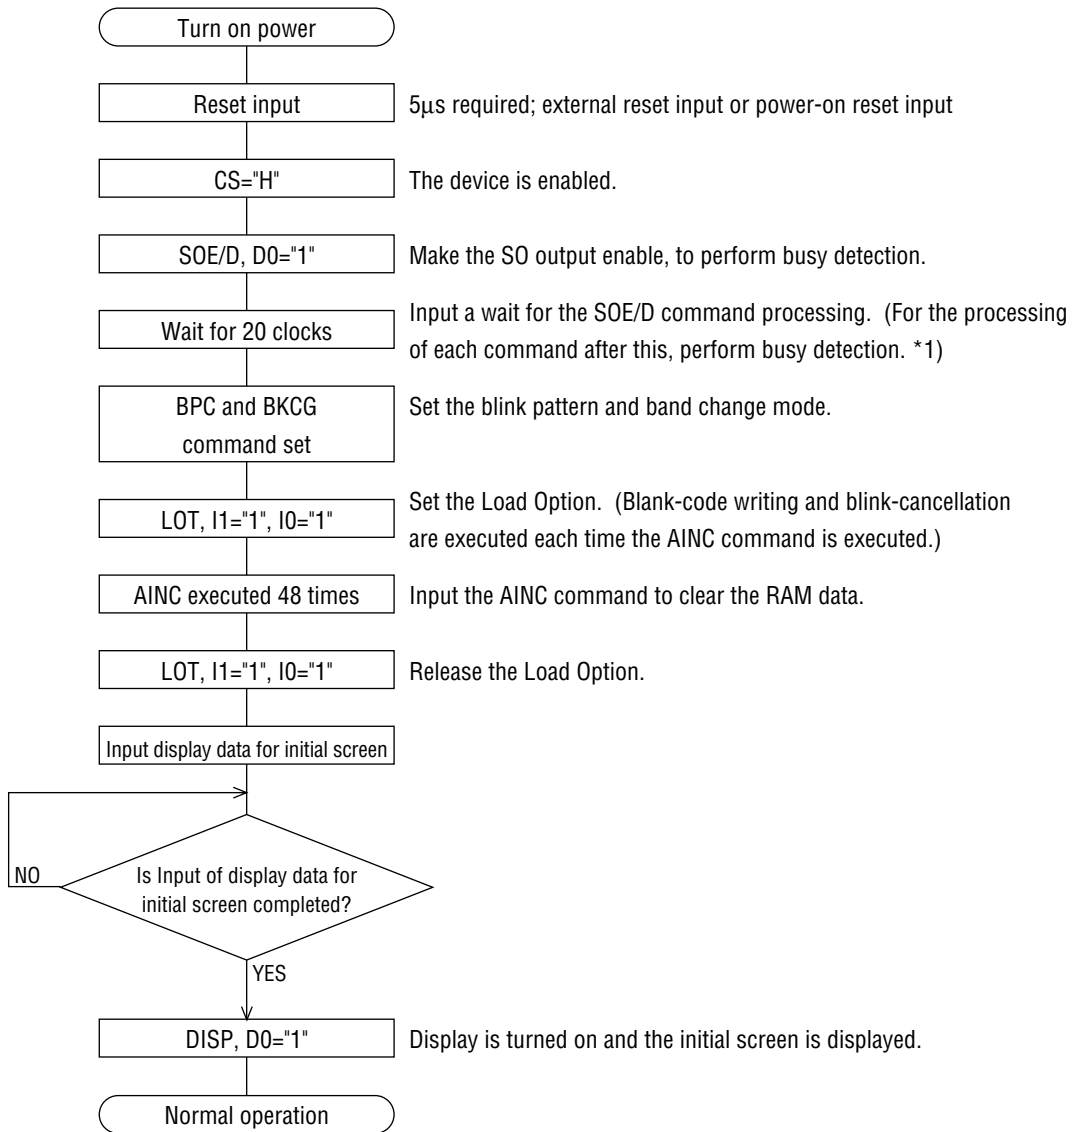 Turn on power
Reset input
5μs required; external reset input or power-on reset input
CS="H"
The device is enabled.
SOE/D, D0="1"
Make the SO output enable, to perform busy detection.
Wait for 20 clocks
Input a wait for the SOE/D command processing. (For the processing
of each command after this, perform busy detection. *1)
BPC and BKCG
command set
Set the blink pattern and band change mode.
LOT, I1="1", I0="1"
Set the Load Option. (Blank-code writing and blink-cancellation
are executed each time the AINC command is executed.)
AINC executed 48 times
Input the AINC command to clear the RAM data.
LOT, I1="1", I0="1"
Release the Load Option.
Input display data for initial screen
NO
Is Input of display data for
initial screen completed?
YES
DISP, D0="1"
Display is turned on and the initial screen is displayed.
Normal operation